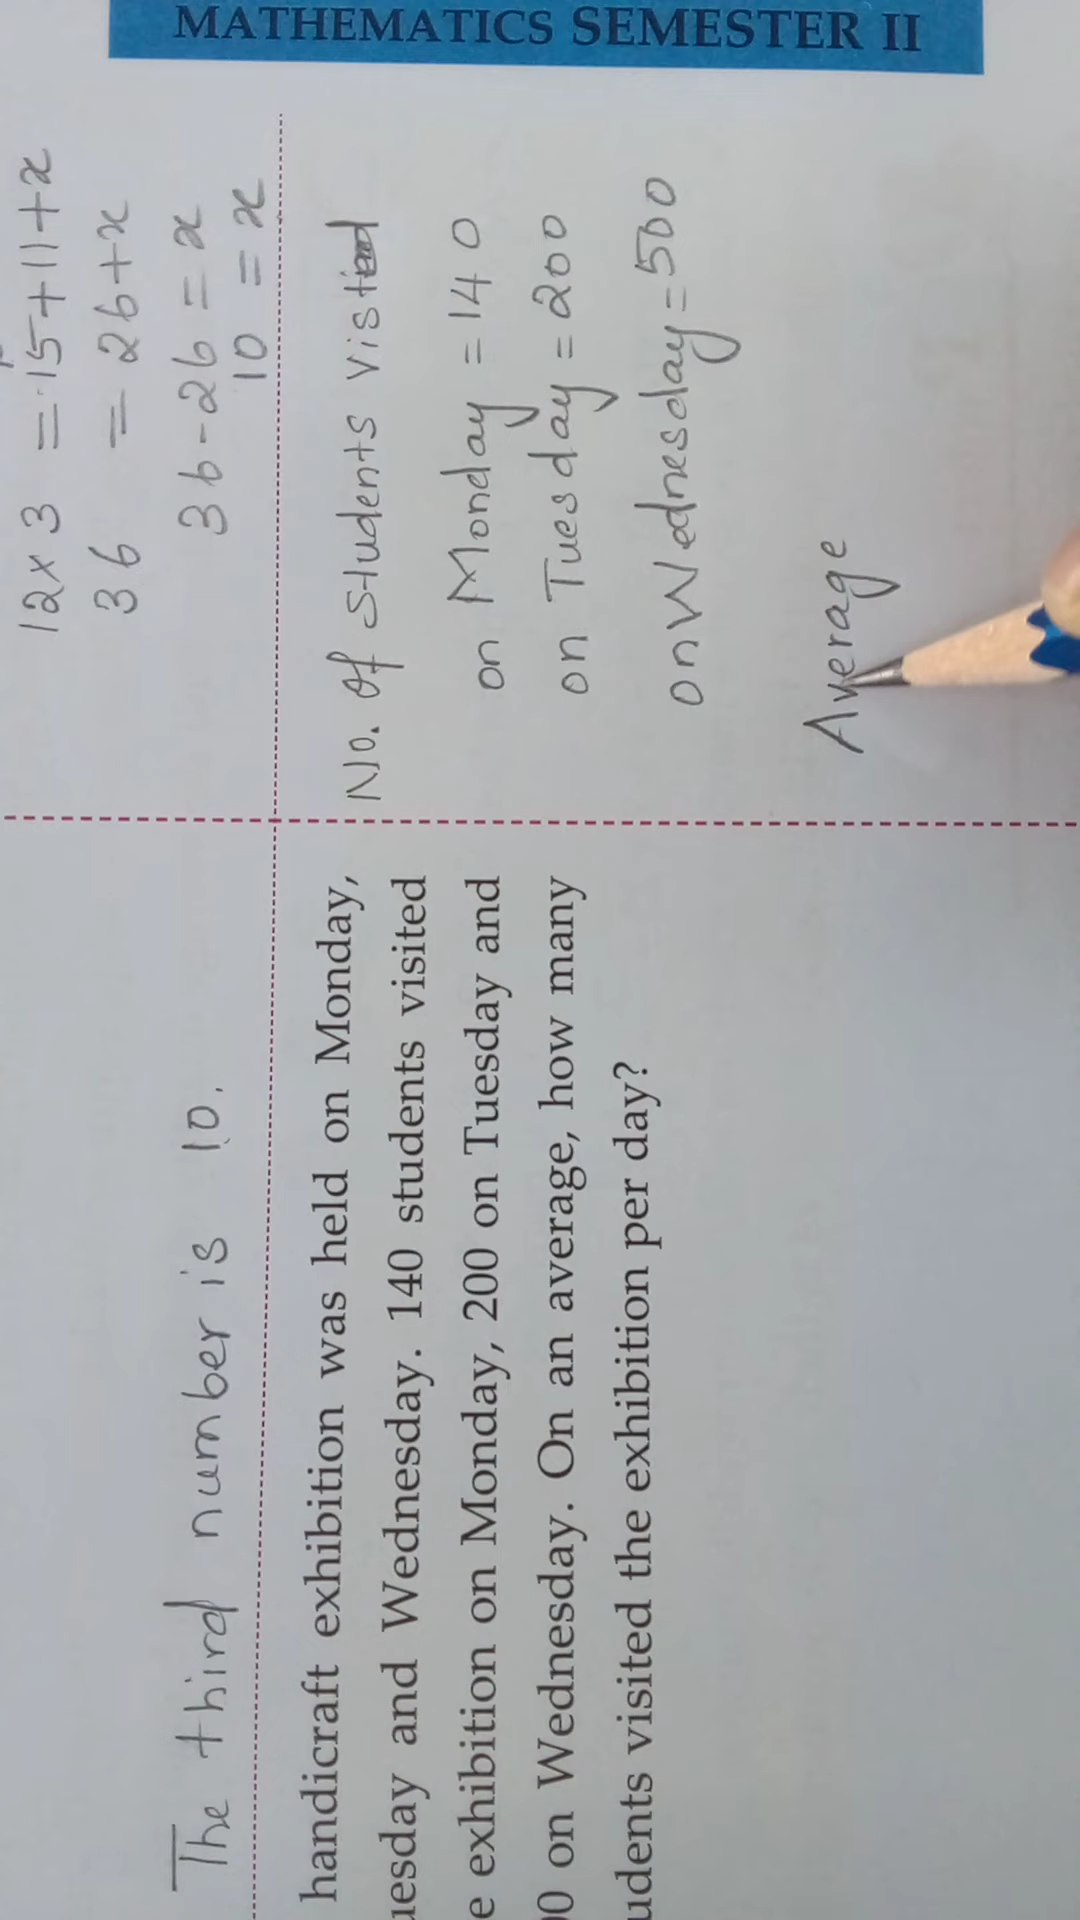 MATHEMATICS SEMESTER II
12 x 3 = 15 + 11 + x
36 = 26 + x
36 - 26 = x
10 = x
The third number is 10.
handicraft exhibition was held on Monday,
uesday and Wednesday. 140 students visited
e exhibition on Monday, 200 on Tuesday and
00 on Wednesday. On an average, how many
udents visited the exhibition per day?
No. of students visited
on Monday = 140
on Tuesday = 200
on Wednesday = 500
Average